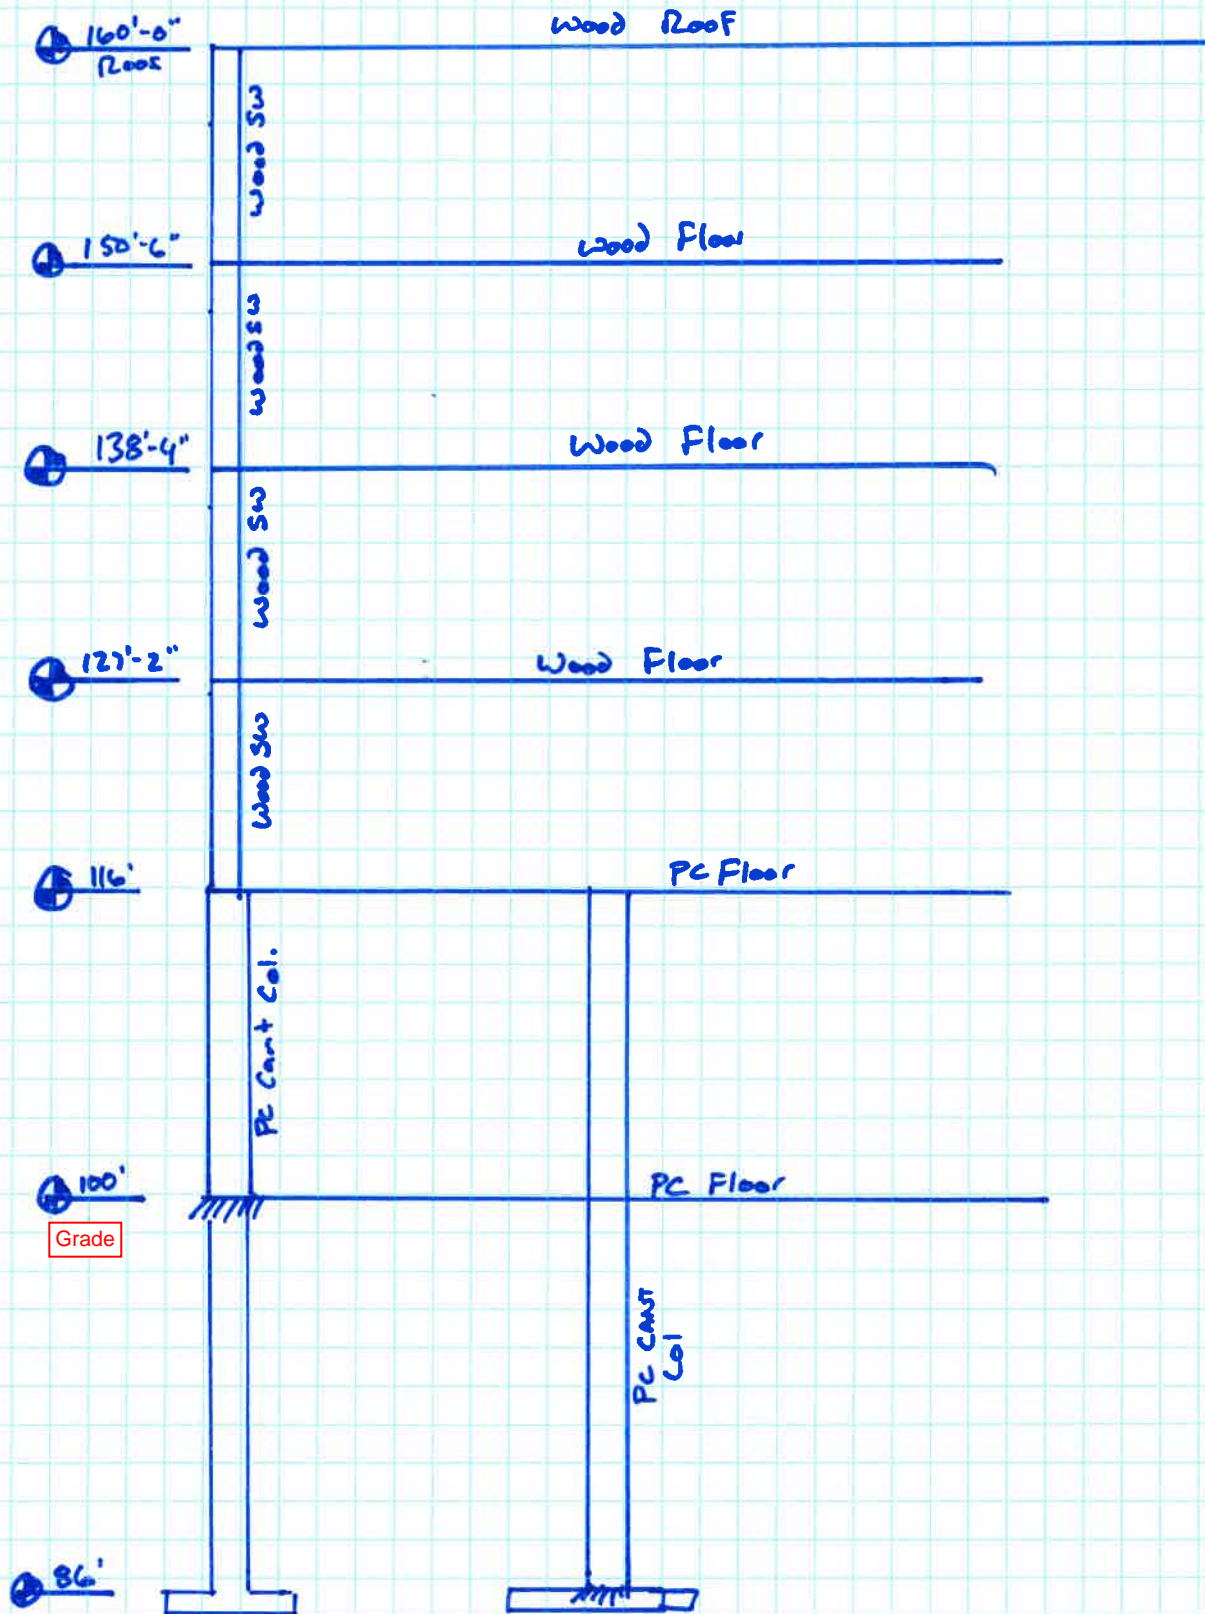 Wood Roof
160'-0"
Roof
Wood SW
150'-6"
Wood Floor
Wood SW
138'-4"
Wood Floor
Wood SW
127'-2"
Wood Floor
Wood SW
116'
PC Floor
PC Cant Col.
100'
PC Floor
Grade
PC CANT
Col
86'